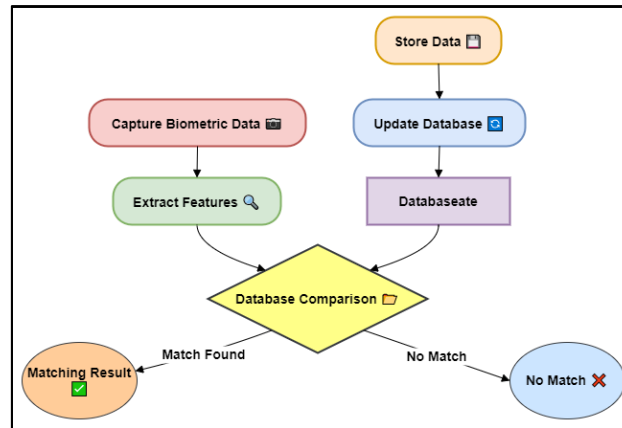 Store Data 💾
Capture Biometric Data 📷
Update Database 🔄
Extract Features 🔍
Databaseate
Database Comparison 📂
Match Found
No Match
Matching Result
✅
No Match ❌